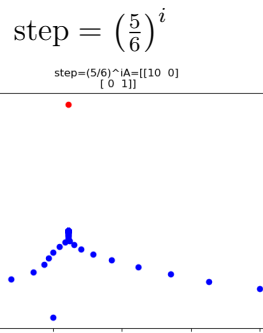 step = (5/6)^i
step=(5/6)^iA=[[10  0]
[ 0  1]]